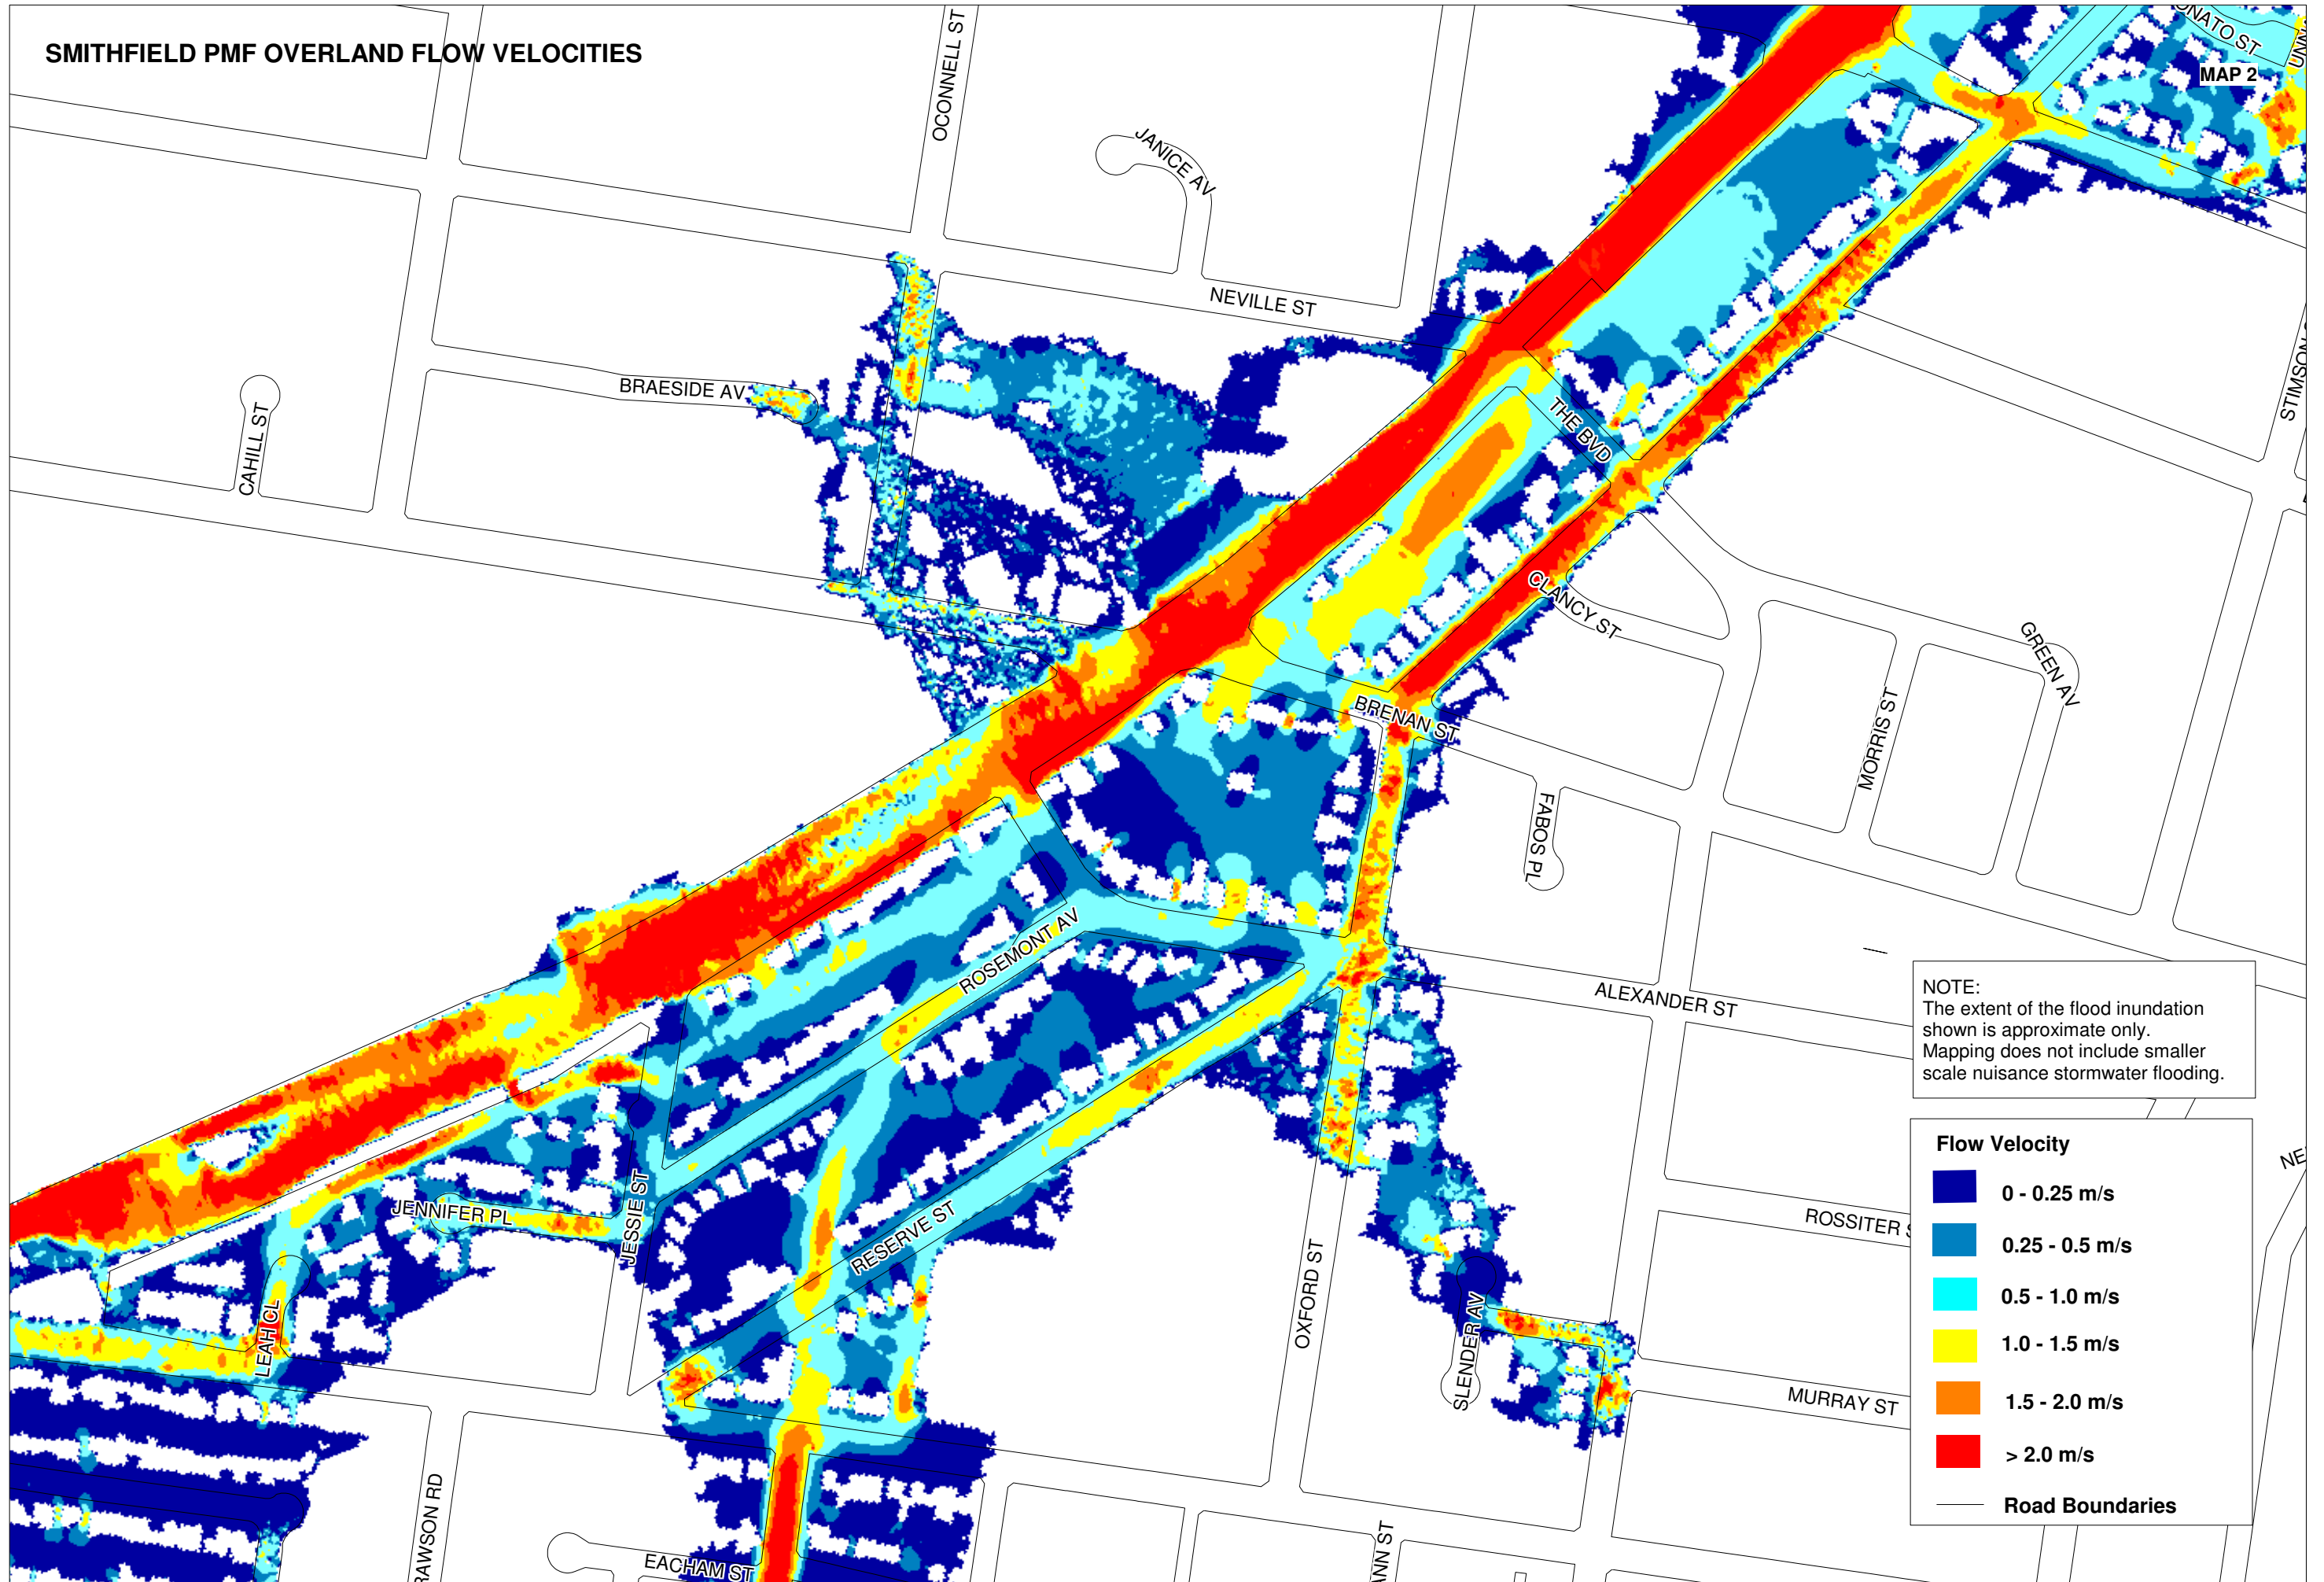 SMITHFIELD PMF OVERLAND FLOW VELOCITIES
MAP 2
OCONNELL ST
JANICE AV
NEVILLE ST
BRAESIDE AV
CAHILL ST
THE BVD
CLANCY ST
GREEN AV
BRENAN ST
MORRIS ST
FABOS PL
ROSEMONT AV
ALEXANDER ST
JENNIFER PL
JESSIE ST
RESERVE ST
LEAH CL
OXFORD ST
SLENDER AV
ROSSITER
MURRAY ST
EACHAM ST
NOTE:
The extent of the flood inundation
shown is approximate only.
Mapping does not include smaller
scale nuisance stormwater flooding.
Flow Velocity
0 - 0.25 m/s
0.25 - 0.5 m/s
0.5 - 1.0 m/s
1.0 - 1.5 m/s
1.5 - 2.0 m/s
> 2.0 m/s
Road Boundaries